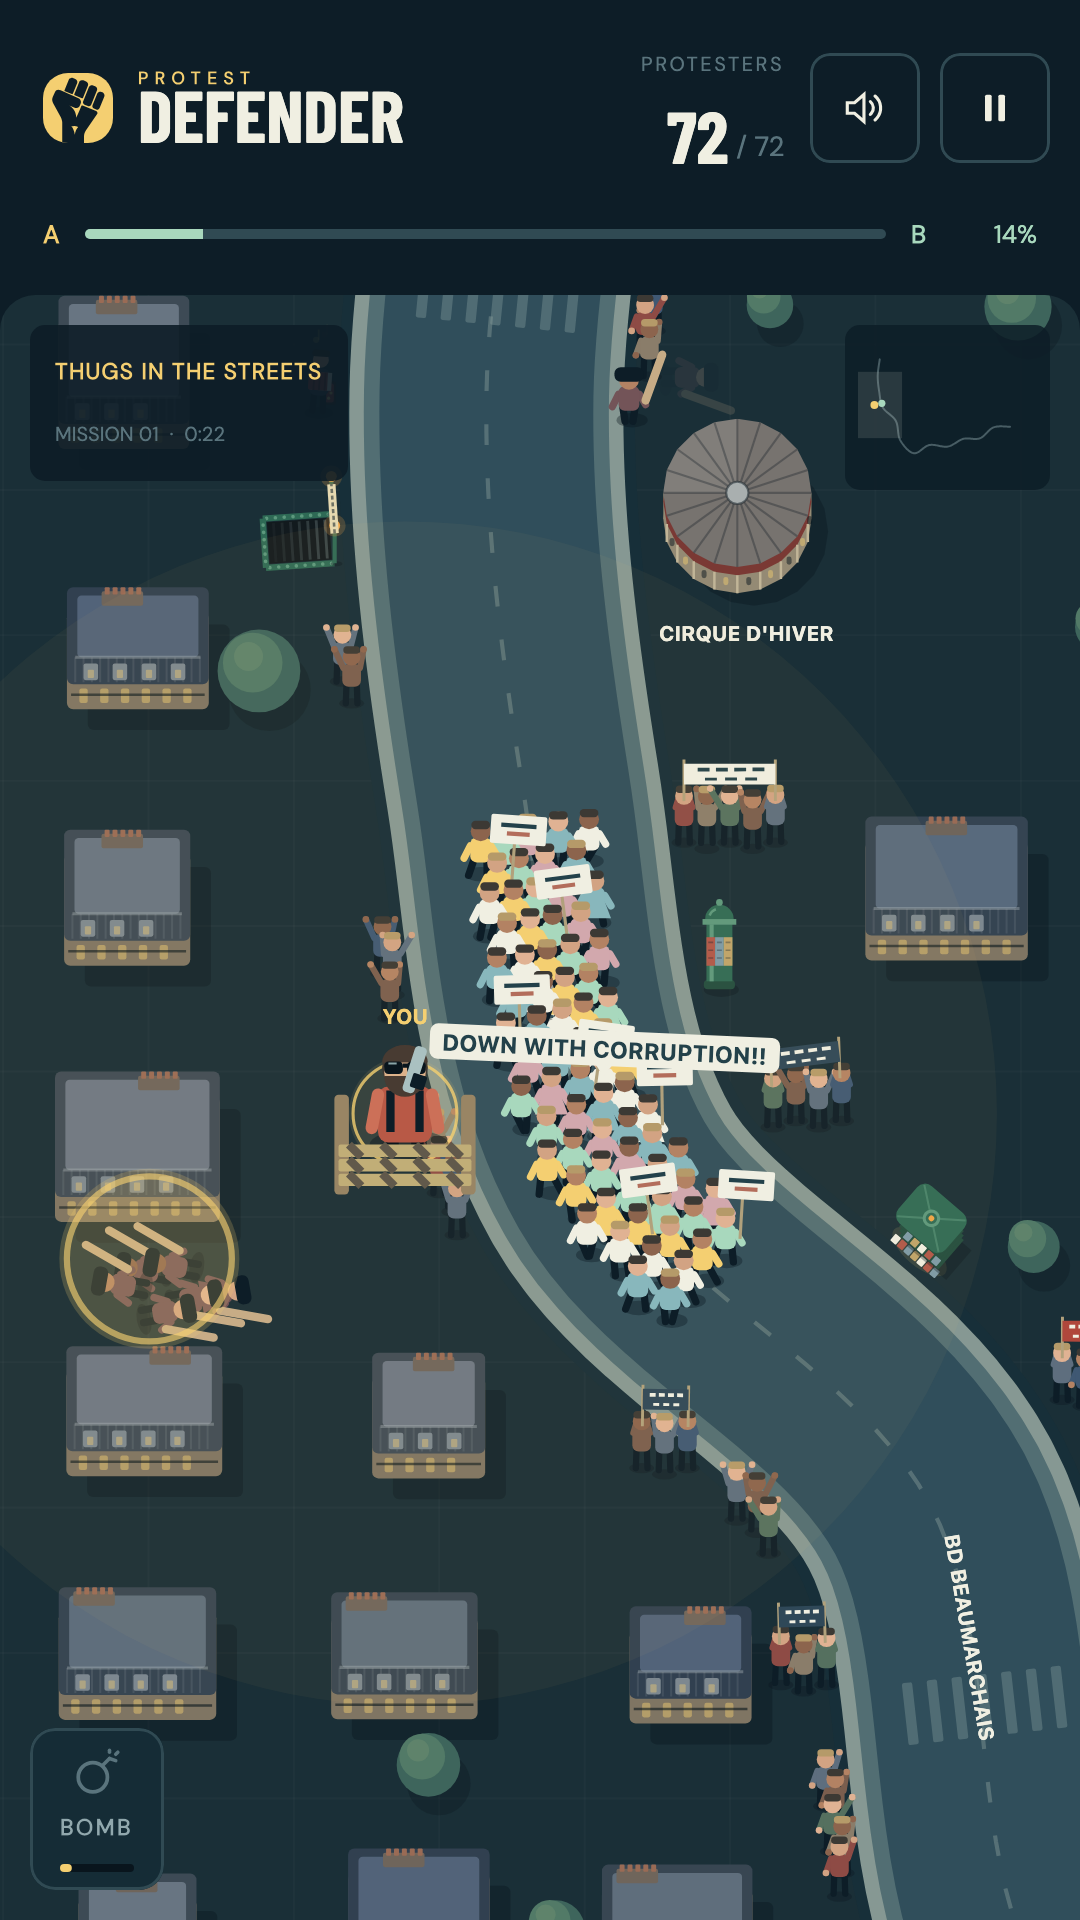 PROTEST
DEFENDER
PROTESTERS
72 / 72
A
B
14%
THUGS IN THE STREETS
MISSION 01 · 0:22
CIRQUE D'HIVER
YOU
DOWN WITH CORRUPTION!!
BD BEAUMARCHAIS
BOMB